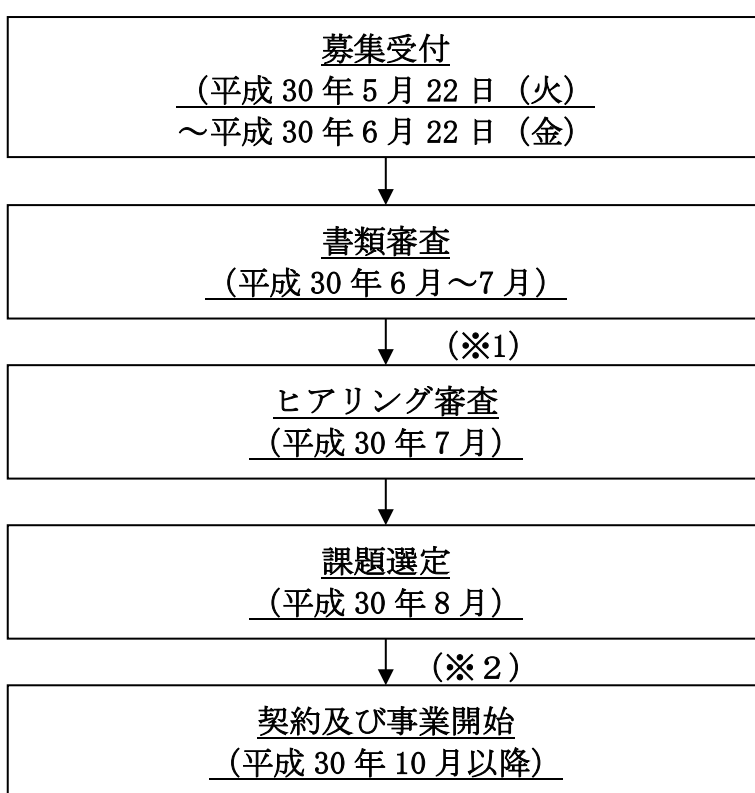 募集受付
（平成 30 年 5 月 22 日（火）
～平成 30 年 6 月 22 日（金）
書類審査
（平成 30 年 6 月～7 月）
（※1）
ヒアリング審査
（平成 30 年 7 月）
課題選定
（平成 30 年 8 月）
（※２）
契約及び事業開始
（平成 30 年 10 月以降）